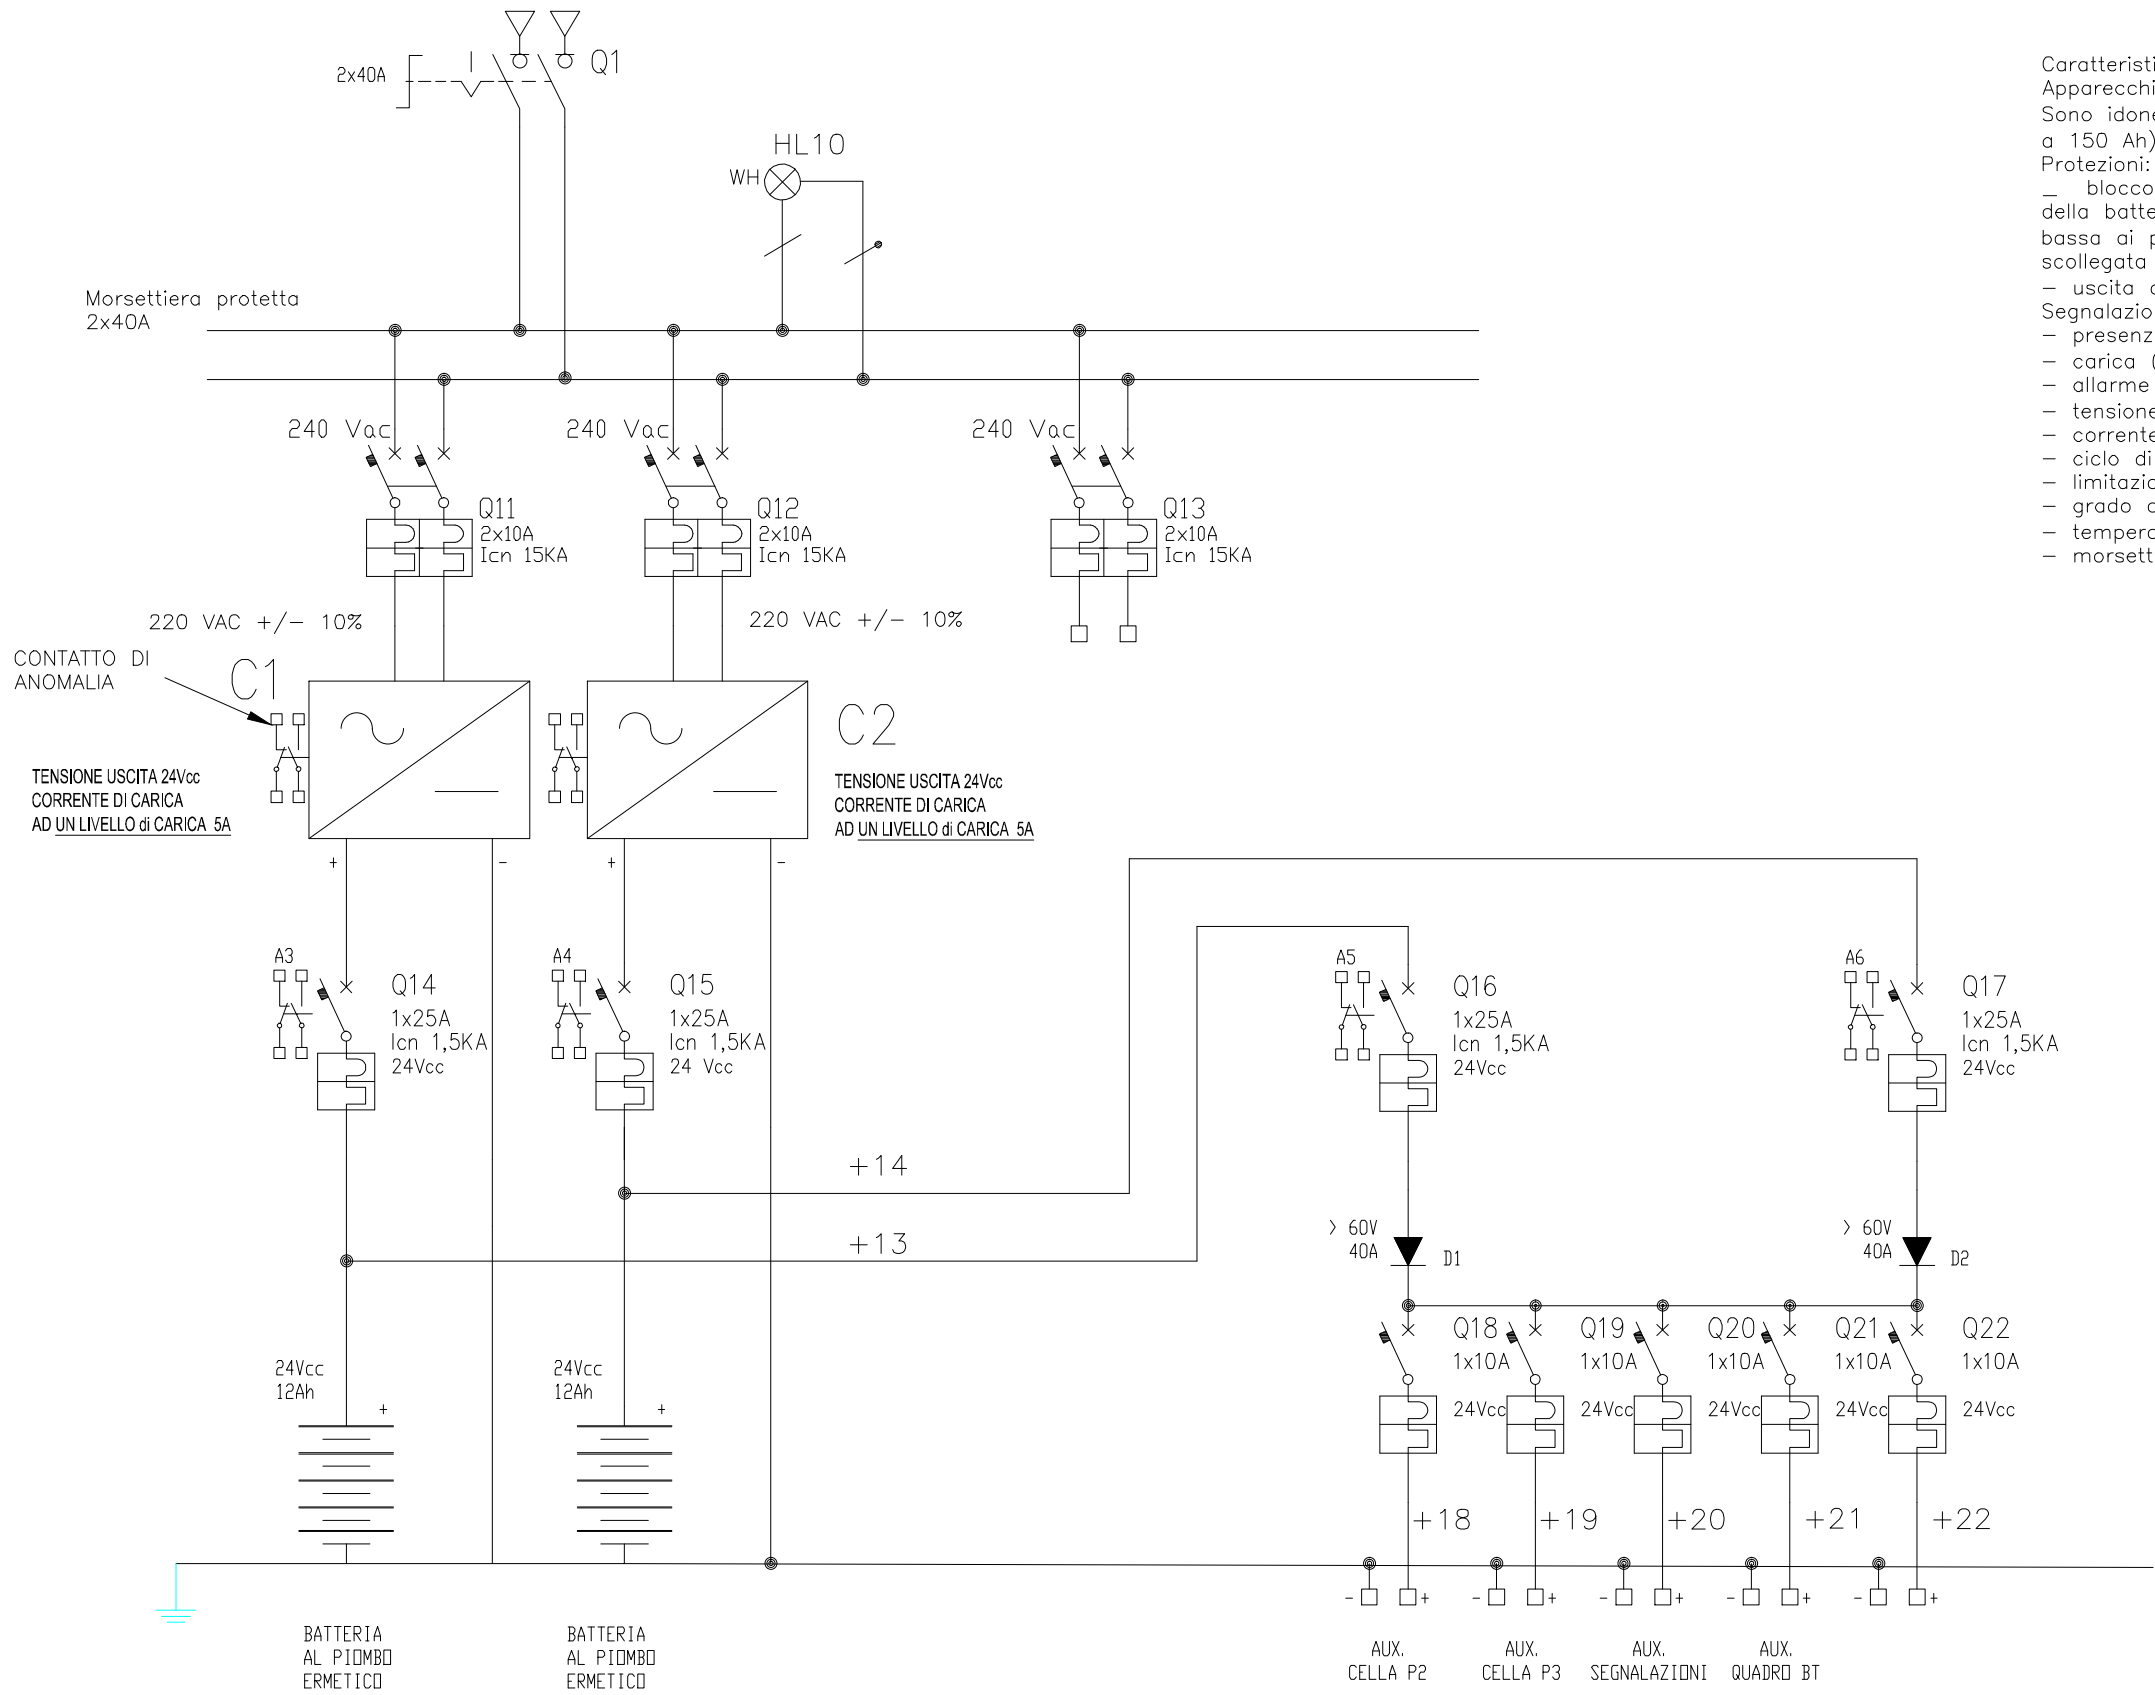 2x40A
Q1
HL10
WH
Morsettiera protetta
2x40A
240 Vac
240 Vac
240 Vac
Q11
2x10A
Icn 15KA
Q12
2x10A
Icn 15KA
Q13
2x10A
Icn 15KA
220 VAC +/- 10%
220 VAC +/- 10%
CONTATTO DI
ANOMALIA
C1
C2
TENSIONE USCITA 24Vcc
CORRENTE DI CARICA
AD UN LIVELLO di CARICA 5A
TENSIONE USCITA 24Vcc
CORRENTE DI CARICA
AD UN LIVELLO di CARICA 5A
+ -
+ -
A3
Q14
1x25A
Icn 1,5KA
24Vcc
A4
Q15
1x25A
Icn 1,5KA
24 Vcc
A5
Q16
1x25A
Icn 1,5KA
24Vcc
A6
Q17
1x25A
Icn 1,5KA
24Vcc
+14
+13
> 60V
40A
D1
> 60V
40A
D2
24Vcc
12Ah
+
24Vcc
12Ah
+
Q18
1x10A
24Vcc
Q19
1x10A
24Vcc
Q20
1x10A
24Vcc
Q21
1x10A
24Vcc
Q22
1x10A
24Vcc
+18
+19
+20
+21
+22
- +
- +
- +
- +
- +
BATTERIA
AL PIOMBO
ERMETICO
BATTERIA
AL PIOMBO
ERMETICO
AUX.
CELLA P2
AUX.
CELLA P3
AUX.
SEGNALAZIONI
AUX.
QUADRO BT
Caratteristi
Apparecchi
Sono idone
a 150 Ah)
Protezioni:
_ blocco
della batte
bassa ai p
scollegata
- uscita
Segnalazio
- presenz
- carica (
- allarme
- tensione
- corrente
- ciclo di
- limitazio
- grado
- tempera
- morsett